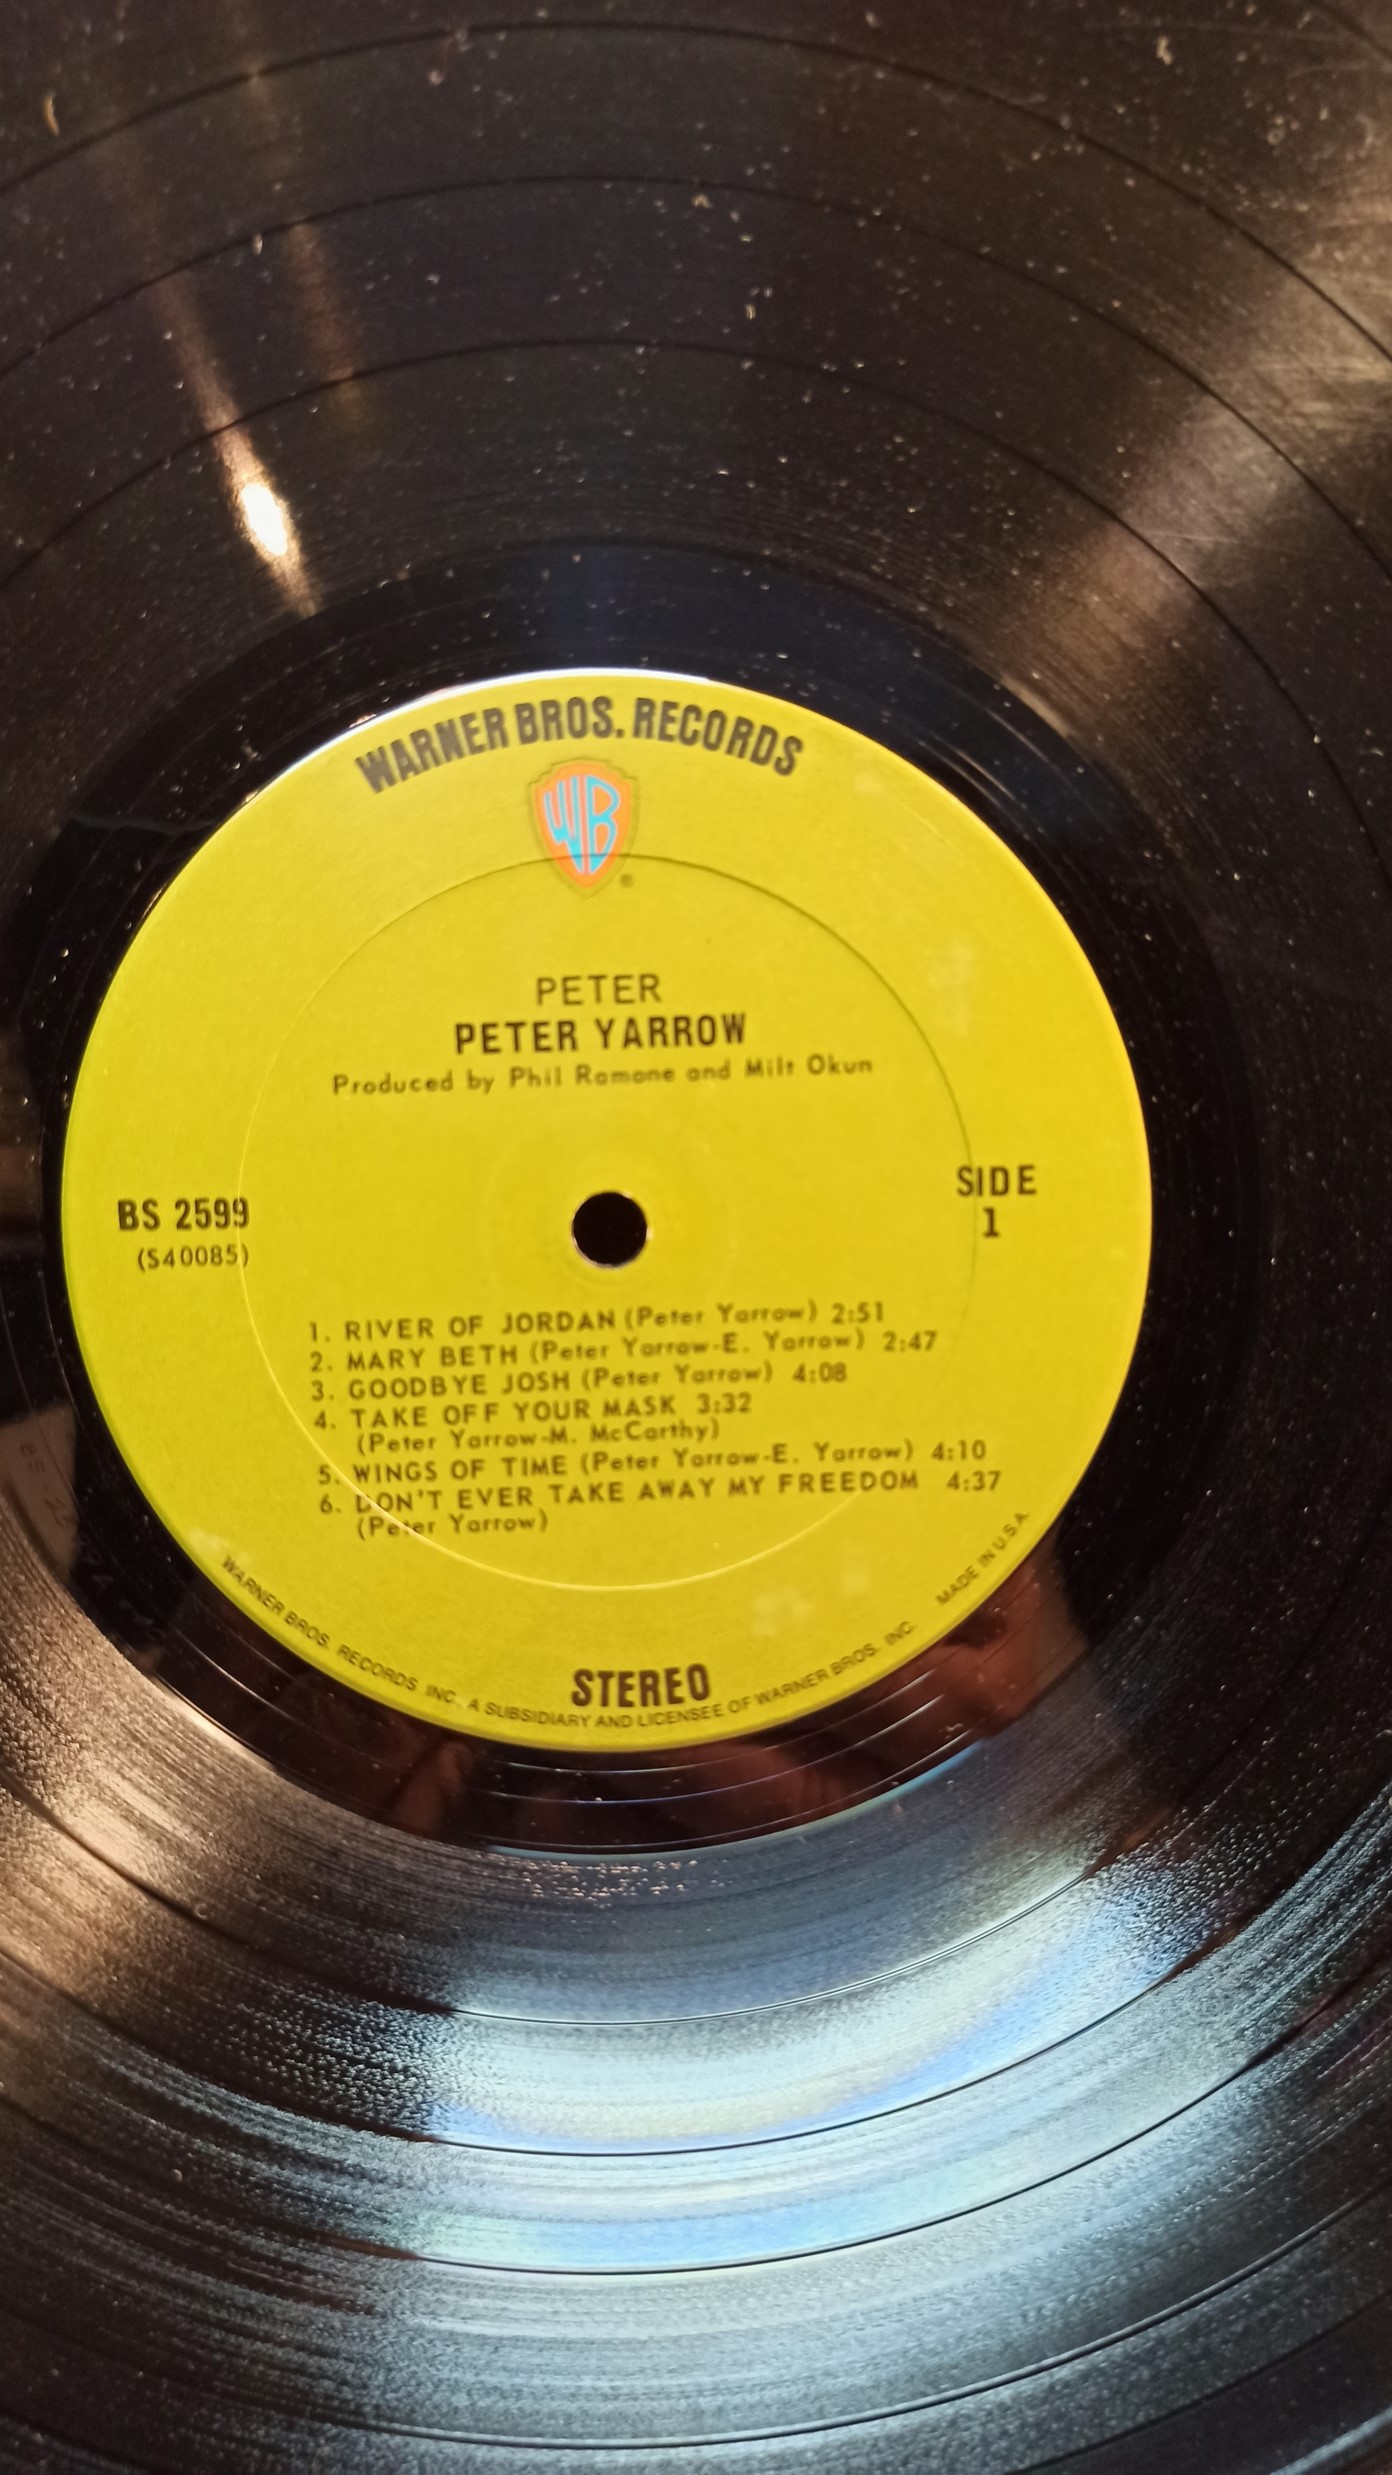 WARNER BROS. RECORDS
WB
®
PETER
PETER YARROW
Produced by Phil Ramone and Milt Okun
BS 2599
(S40085)
SIDE
1
1. RIVER OF JORDAN (Peter Yarrow) 2:51
2. MARY BETH (Peter Yarrow-E. Yarrow) 2:47
3. GOODBYE JOSH (Peter Yarrow) 4:08
4. TAKE OFF YOUR MASK 3:32
(Peter Yarrow-M. McCarthy)
5. WINGS OF TIME (Peter Yarrow-E. Yarrow) 4:10
6. DON'T EVER TAKE AWAY MY FREEDOM 4:37
(Peter Yarrow)
STEREO
WARNER BROS. RECORDS INC., A SUBSIDIARY AND LICENSEE OF WARNER BROS. INC. MADE IN U.S.A